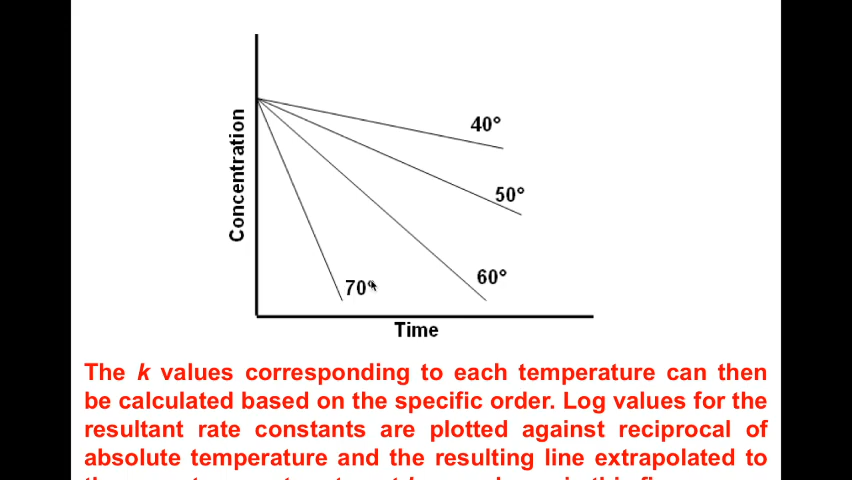 40°
Concentration
50°
60°
70°
Time
The k values corresponding to each temperature can then
be calculated based on the specific order. Log values for the
resultant rate constants are plotted against reciprocal of
absolute temperature and the resulting line extrapolated to